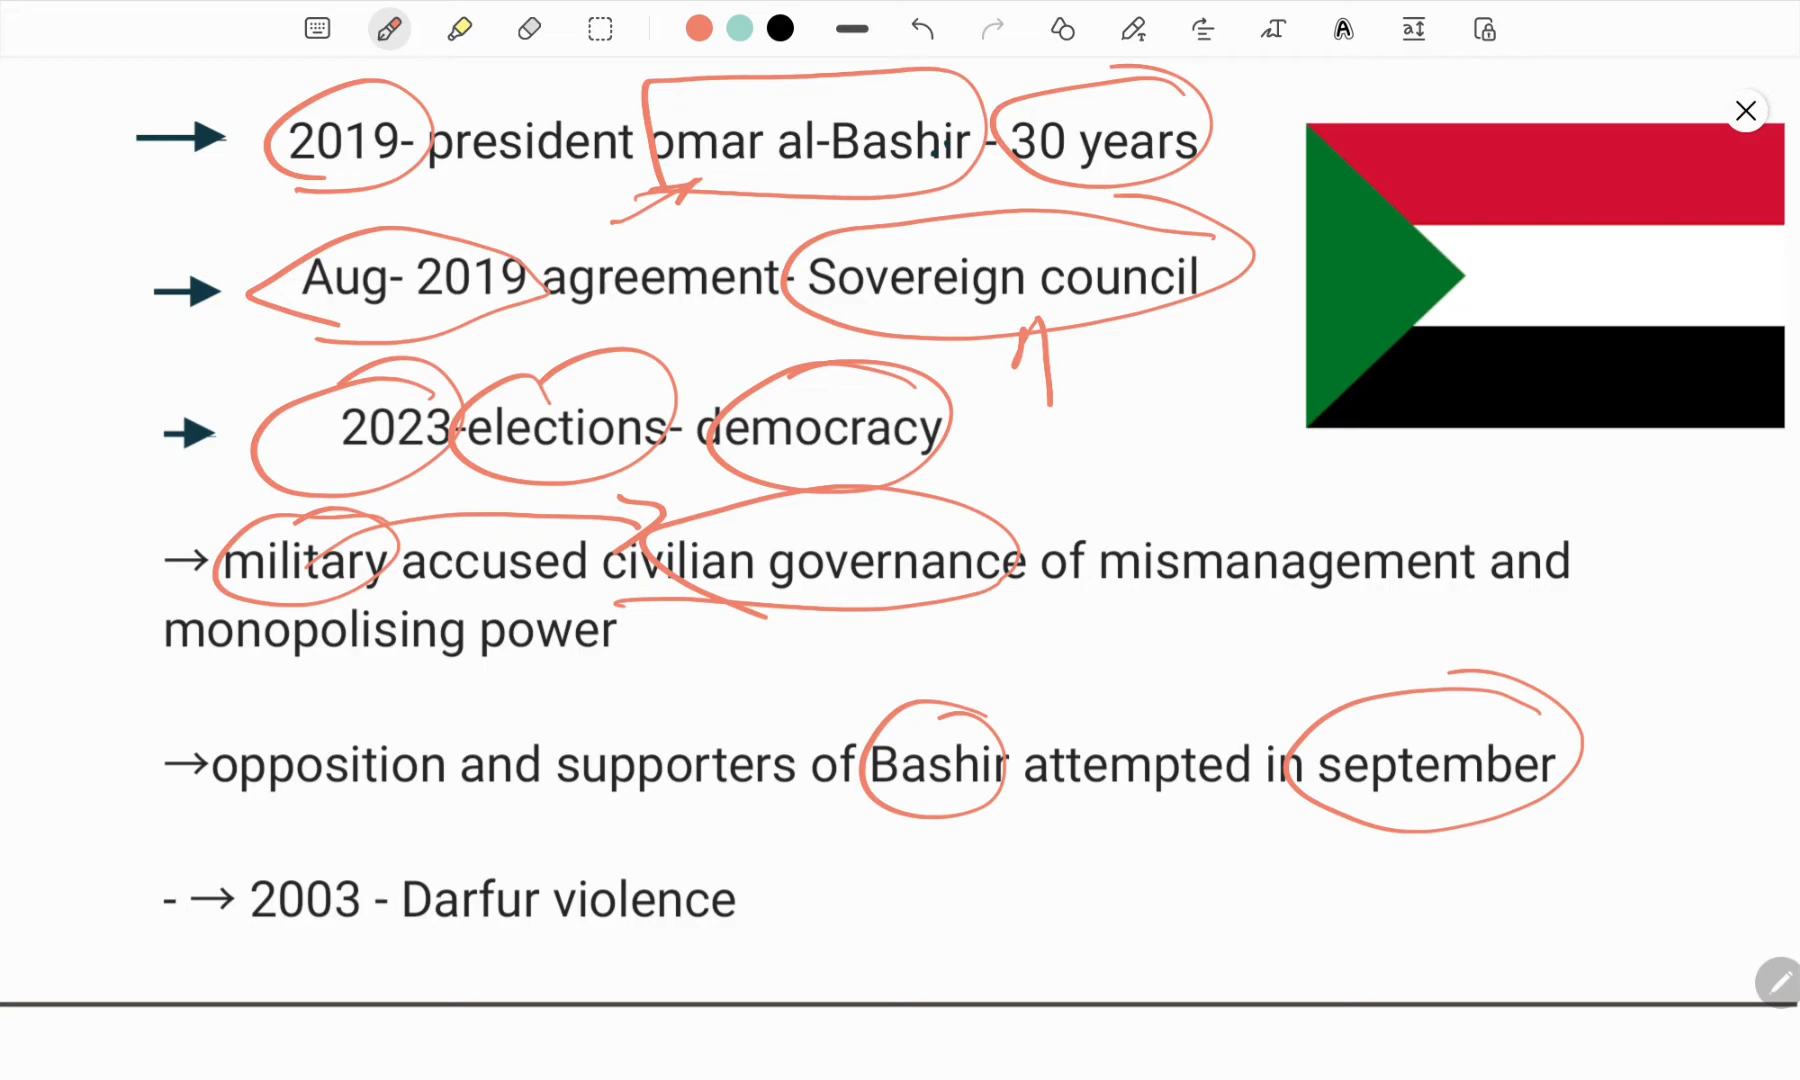 2019- president omar al-Bashir - 30 years
Aug- 2019 agreement- Sovereign council
2023-elections- democracy
→ military accused civilian governance of mismanagement and
monopolising power
→opposition and supporters of Bashir attempted in september
- → 2003 - Darfur violence